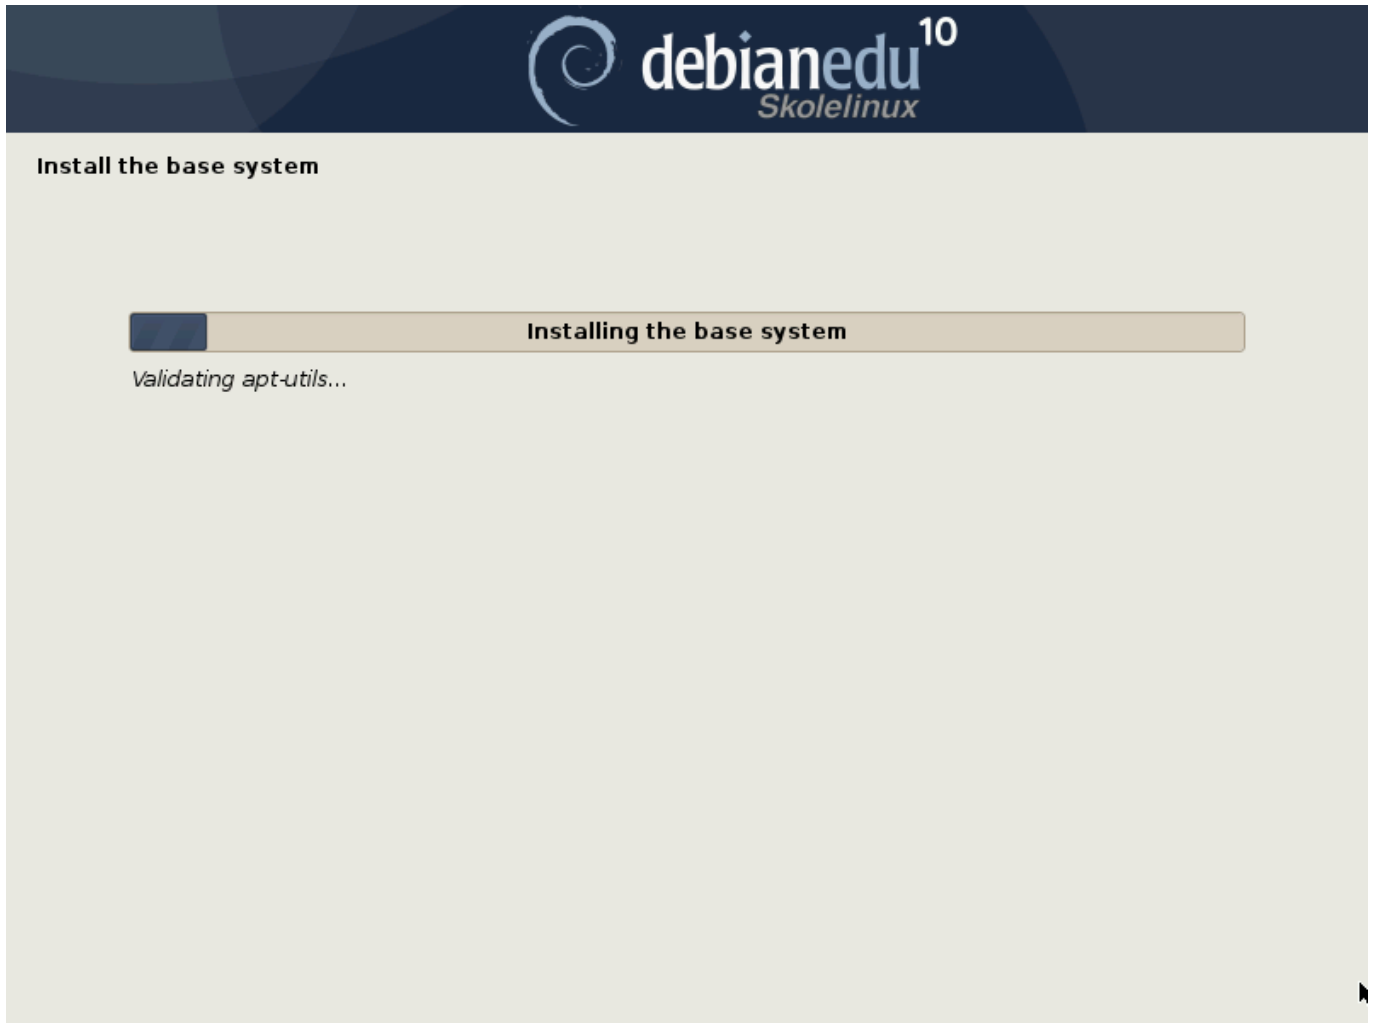 debianedu 10
Skolelinux
Install the base system
Installing the base system
Validating apt-utils...